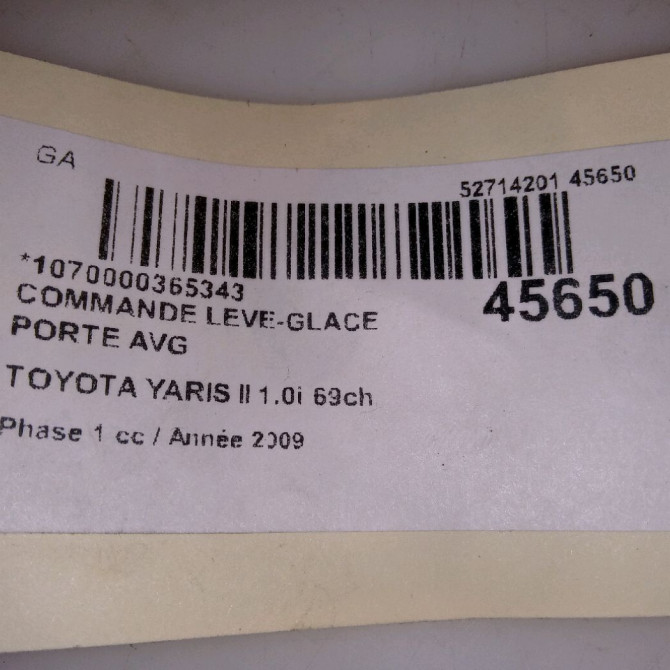 GA
52714201 45650
*1070000365343
45650
COMMANDE LEVE-GLACE
PORTE AVG
TOYOTA YARIS II 1.0i 69ch
Phase 1 cc / Année 2009